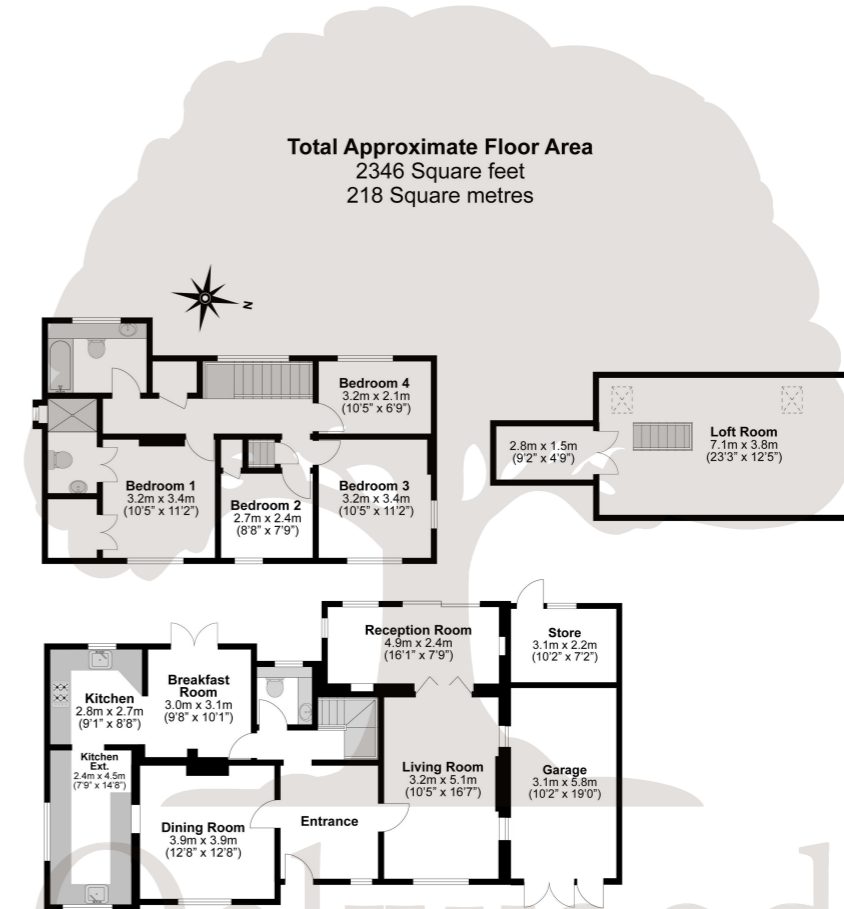 Total Approximate Floor Area
2346 Square feet
218 Square metres
N
Bedroom 4
3.2m x 2.1m
(10'5" x 6'9")
Bedroom 1
3.2m x 3.4m
(10'5" x 11'2")
Bedroom 2
2.7m x 2.4m
(8'8" x 7'9")
Bedroom 3
3.2m x 3.4m
(10'5" x 11'2")
2.8m x 1.5m
(9'2" x 4'9")
Loft Room
7.1m x 3.8m
(23'3" x 12'5")
Reception Room
4.9m x 2.4m
(16'1" x 7'9")
Store
3.1m x 2.2m
(10'2" x 7'2")
Kitchen
2.8m x 2.7m
(9'1" x 8'8")
Breakfast
Room
3.0m x 3.1m
(9'8" x 10'1")
Kitchen
Ext.
2.4m x 4.5m
(7'9" x 14'8")
Dining Room
3.9m x 3.9m
(12'8" x 12'8")
Entrance
Living Room
3.2m x 5.1m
(10'5" x 16'7")
Garage
3.1m x 5.8m
(10'2" x 19'0")